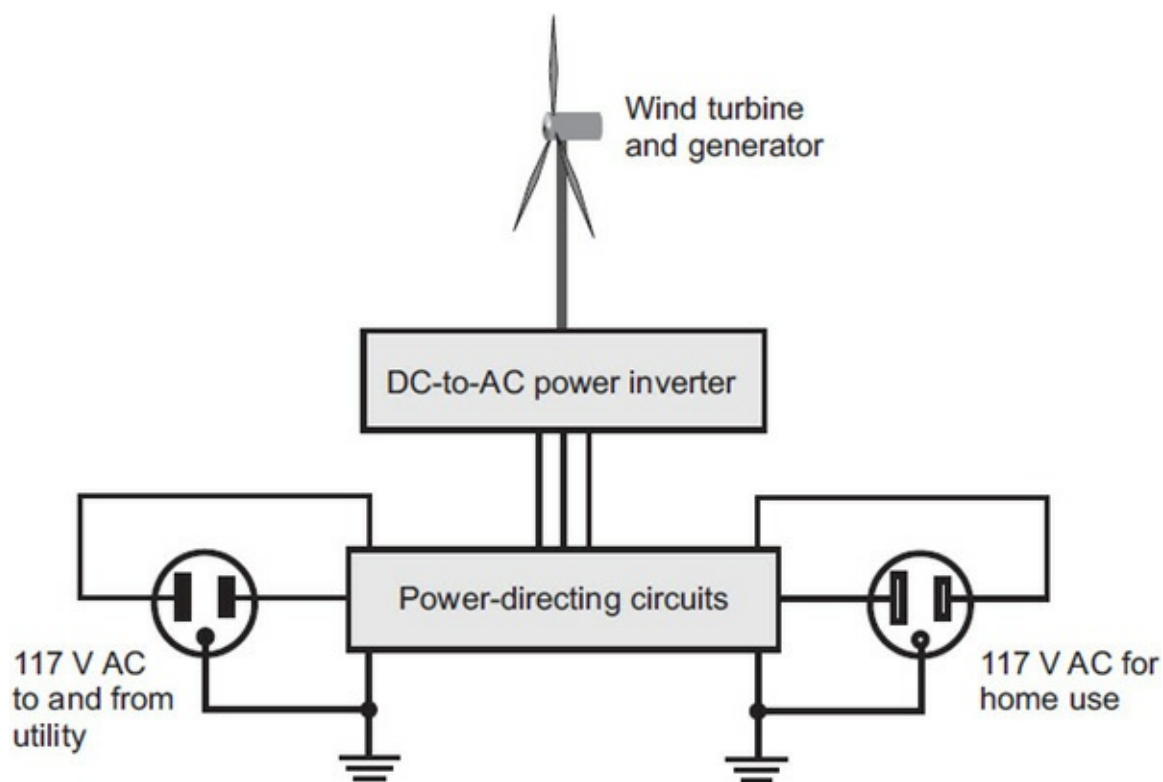 Wind turbine
and generator
DC-to-AC power inverter
Power-directing circuits
117 V AC
to and from
utility
117 V AC for
home use